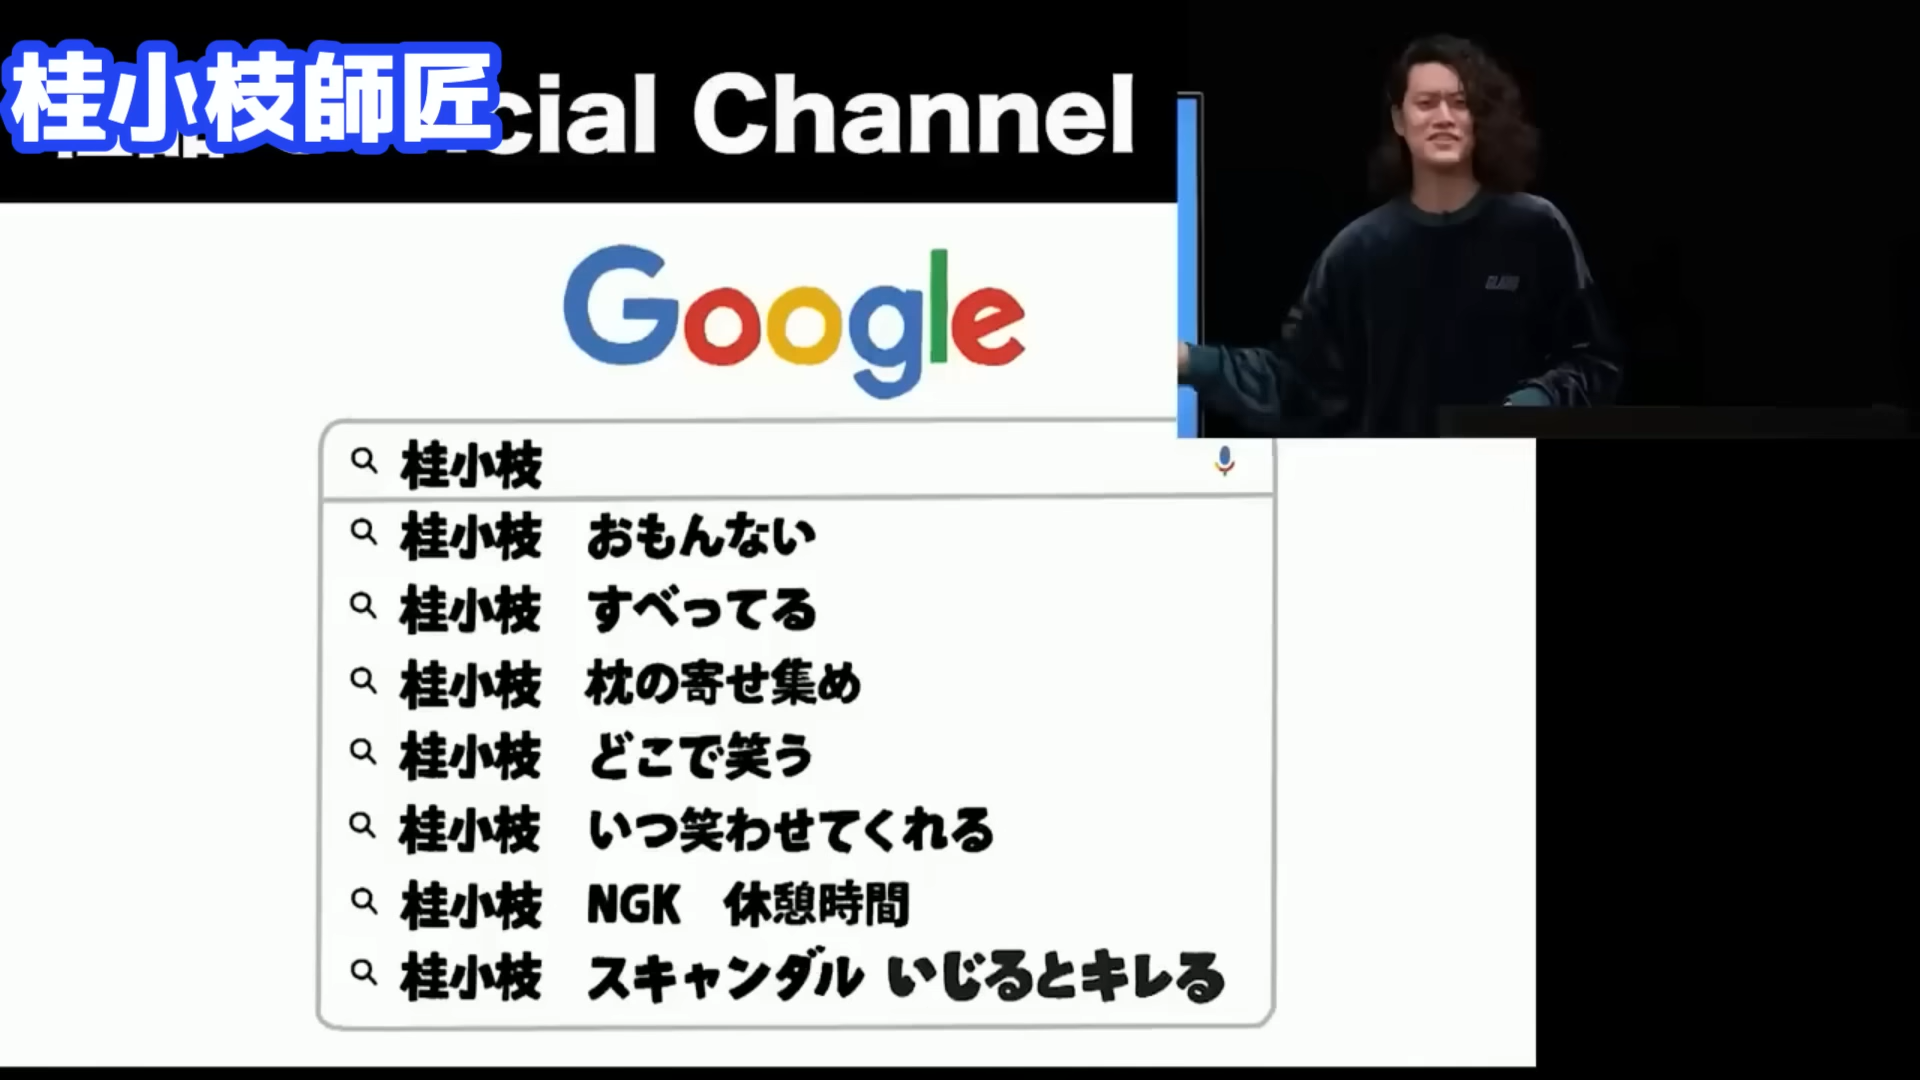 桂小枝師匠
cial Channel
Google
桂小枝
桂小枝 おもんない
桂小枝 すべってる
桂小枝 枕の寄せ集め
桂小枝 どこで笑う
桂小枝 いつ笑わせてくれる
桂小枝 NGK 休憩時間
桂小枝 スキャンダル いじるとキレる